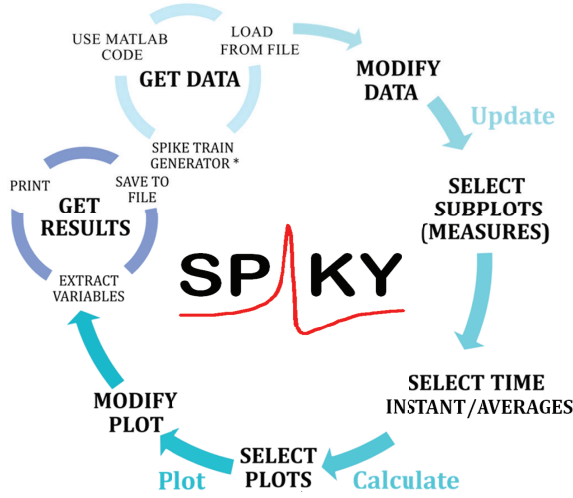 USE MATLAB
CODE
LOAD
FROM FILE
GET DATA
SPIKE TRAIN
GENERATOR *
MODIFY
DATA
Update
SELECT
SUBPLOTS
(MEASURES)
SELECT TIME
INSTANT/AVERAGES
Calculate
SELECT
PLOTS
Plot
MODIFY
PLOT
PRINT
SAVE TO
FILE
GET
RESULTS
EXTRACT
VARIABLES
SPIKY